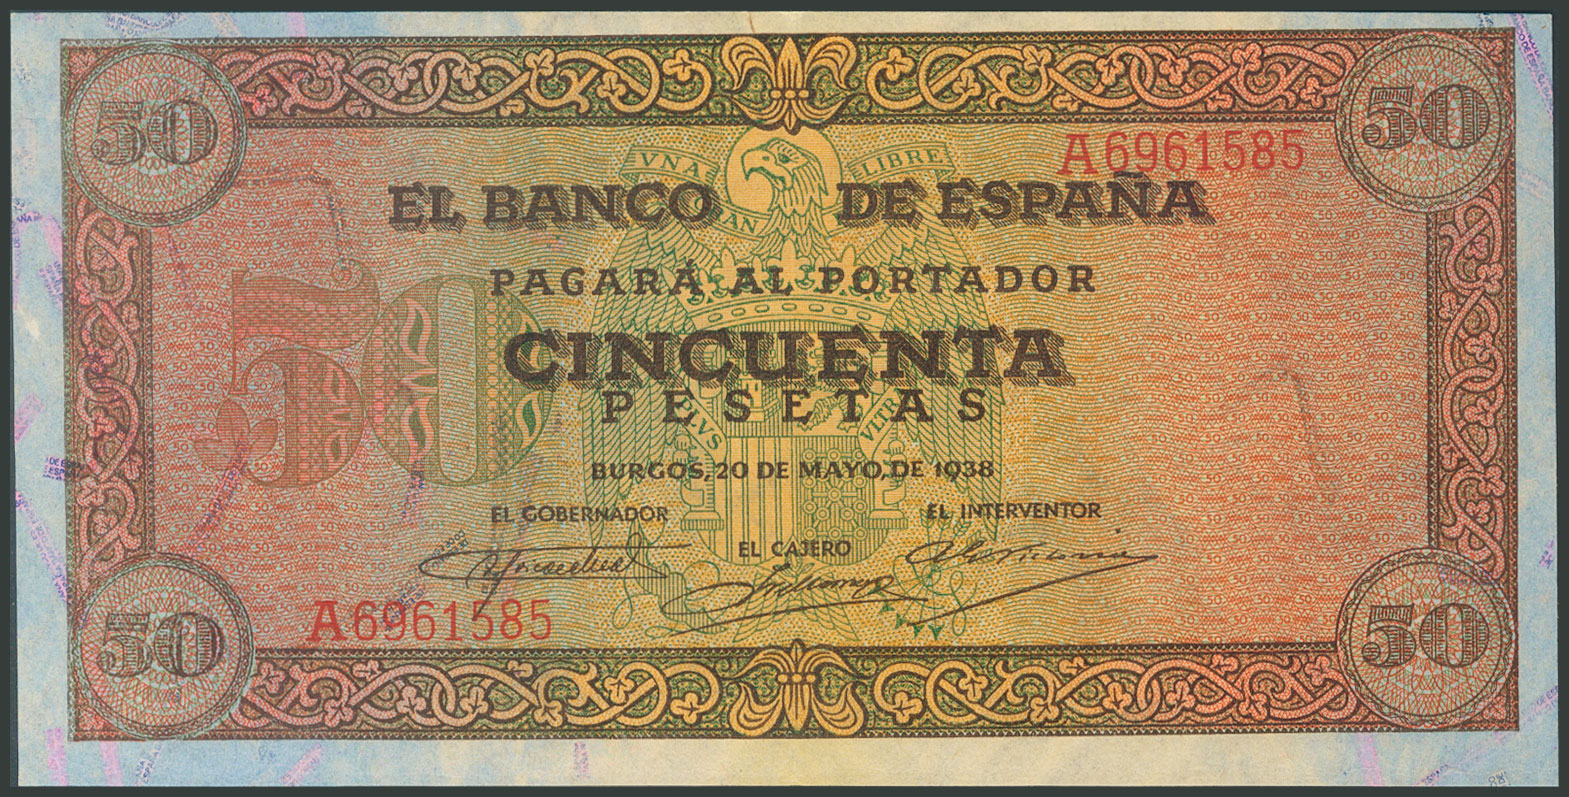 50
50
A6961585
VNA LIBRE
EL BANCO DE ESPAÑA
PAGARÁ AL PORTADOR
50
CINCUENTA
PESETAS
BURGOS, 20 DE MAYO, DE 1938
EL GOBERNADOR
EL INTERVENTOR
EL CAJERO
A6961585
50
50